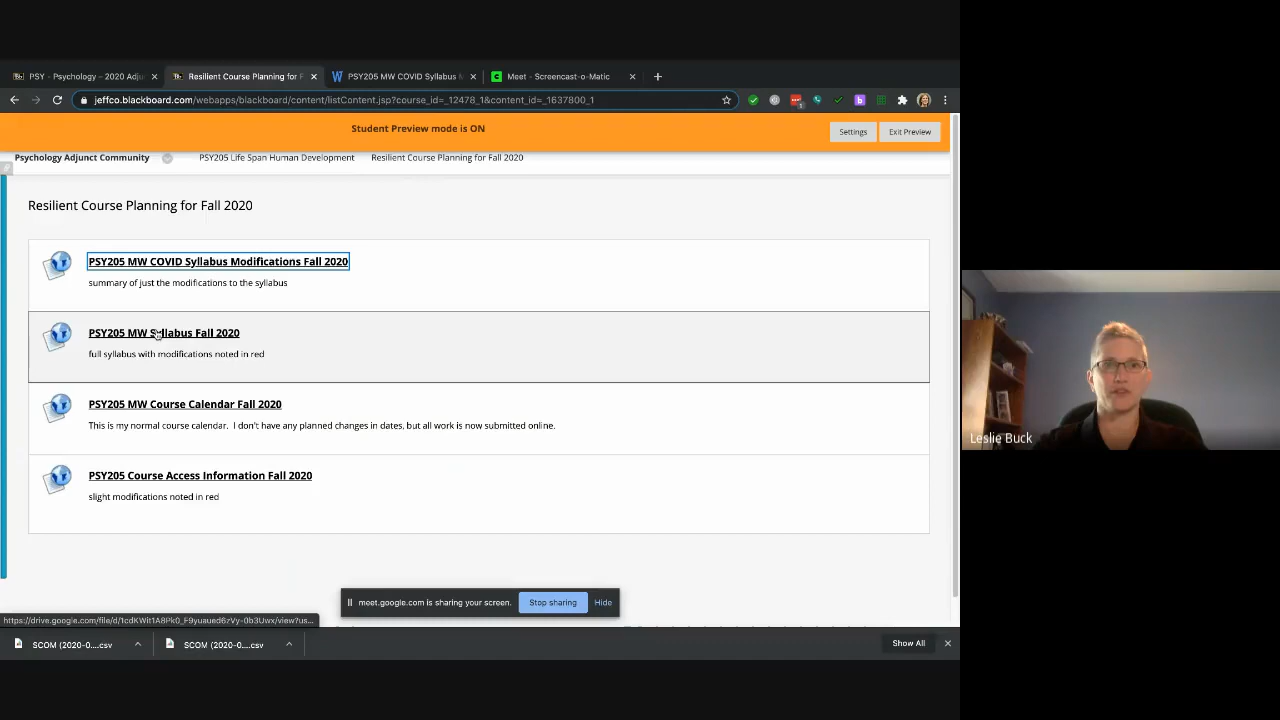 PSY - Psychology – 2020 Adju
Resilient Course Planning for F
PSY205 MW COVID Syllabus M
Meet - Screencast-o-Matic
jeffco.blackboard.com/webapps/blackboard/content/listContent.jsp?course_id=_12478_1&content_id=_1637800_1
Student Preview mode is ON
Settings
Exit Preview
Psychology Adjunct Community
PSY205 Life Span Human Development
Resilient Course Planning for Fall 2020
Resilient Course Planning for Fall 2020
PSY205 MW COVID Syllabus Modifications Fall 2020
summary of just the modifications to the syllabus
PSY205 MW Syllabus Fall 2020
full syllabus with modifications noted in red
PSY205 MW Course Calendar Fall 2020
This is my normal course calendar. I don't have any planned changes in dates, but all work is now submitted online.
PSY205 Course Access Information Fall 2020
slight modifications noted in red
Leslie Buck
meet.google.com is sharing your screen.
Stop sharing
Hide
SCOM (2020-0....csv
SCOM (2020-0....csv
Show All